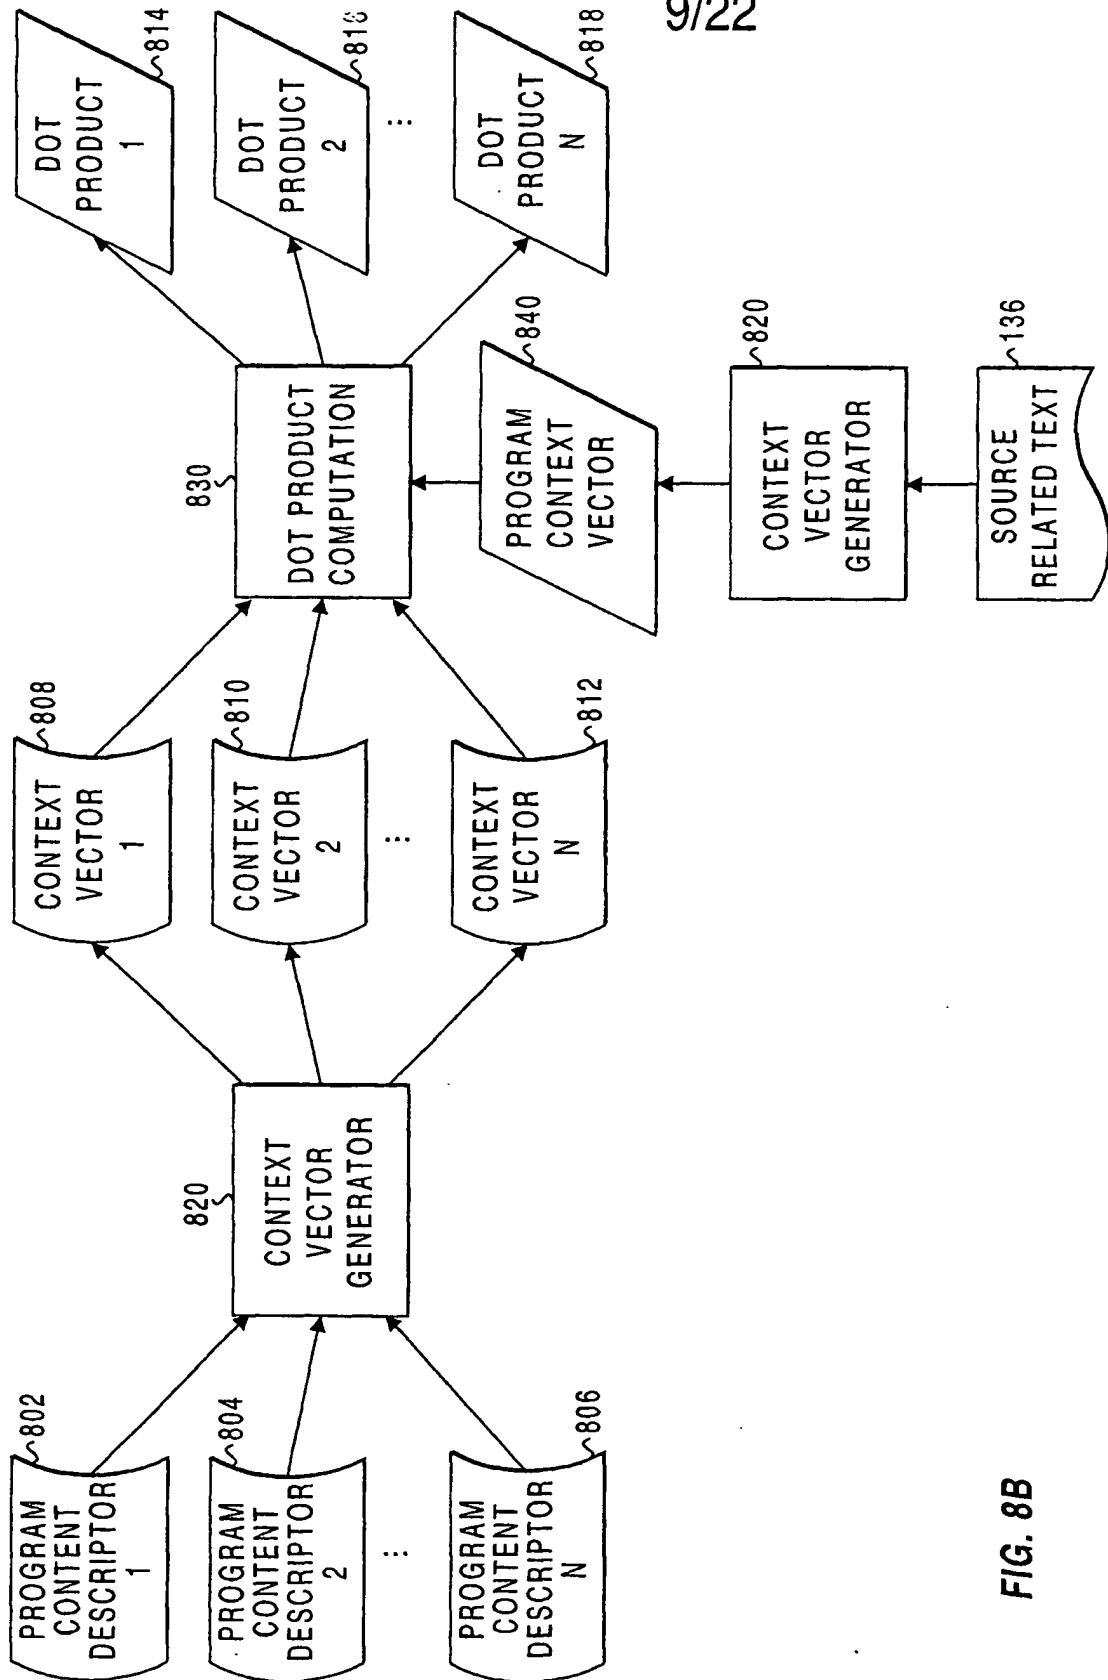 9/22
PROGRAM
CONTENT
DESCRIPTOR
1
802
PROGRAM
CONTENT
DESCRIPTOR
2
804
...
PROGRAM
CONTENT
DESCRIPTOR
N
806
820
CONTEXT
VECTOR
GENERATOR
CONTEXT
VECTOR
1
808
CONTEXT
VECTOR
2
810
...
CONTEXT
VECTOR
N
812
830
DOT PRODUCT
COMPUTATION
DOT
PRODUCT
1
814
DOT
PRODUCT
2
816
...
DOT
PRODUCT
N
818
PROGRAM
CONTEXT
VECTOR
840
CONTEXT
VECTOR
GENERATOR
820
SOURCE
RELATED TEXT
136
FIG. 8B